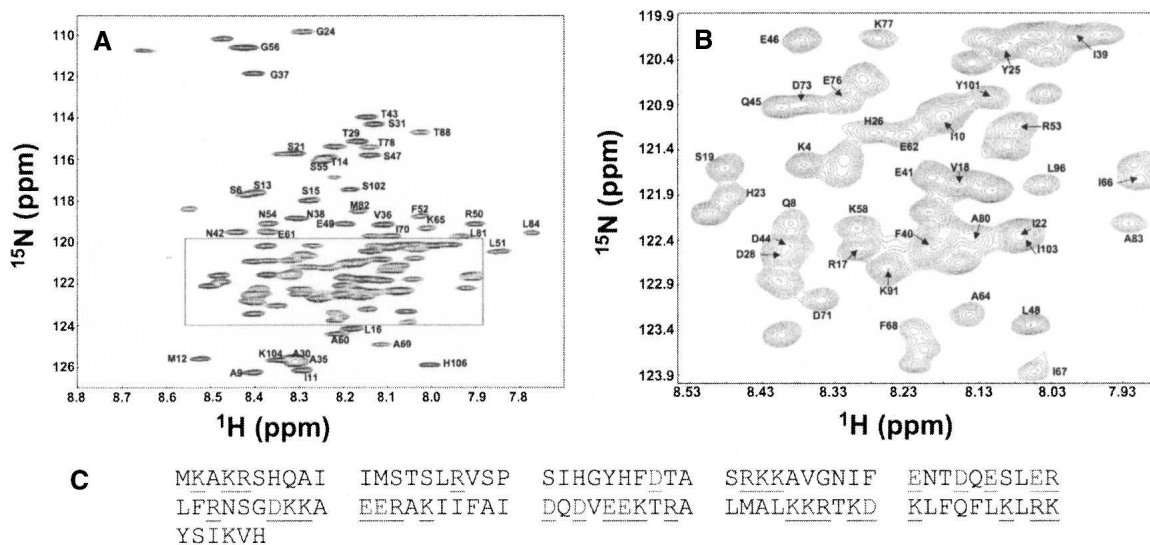 A
B
119.9
110
G24
G56
K77
E46
I39
112
G37
120.4
Y25
D73
E76
Y101
114
T43
S31
T29
T88
Q45
120.9
R53
S21
T78
H26
I10
116
S55
T14
S47
121.4
K4
E62
S19
E41
V18
L96
S6
S13
S15
S102
I66
118
M82
F52
K65
121.9
H23
N54
N38
E49
V36
R50
L84
Q8
K58
A80
I22
A83
N42
E61
I70
L81
L51
120
122.4
D44
F40
I103
D28
R17
122
122.9
K91
D71
A64
L48
124
A60
L16
123.4
F68
M12
K104
A30
A35
A69
H106
126
A9
I11
123.9
I67
8.8 8.7 8.6 8.5 8.4 8.3 8.2 8.1 8.0 7.9 7.8
8.53 8.43 8.33 8.23 8.13 8.03 7.93
15N (ppm)
15N (ppm)
1H (ppm)
1H (ppm)
C
MKAKRSHQAI IMSTSLRVSP SIHGYHFDTA SRKKAVGNIF ENTDQESLER
LFRNSGDKKA EERAKIIFAI DQDVEEKTRA LMALKKRTKD KLFQFLKLRK
YSIKVH